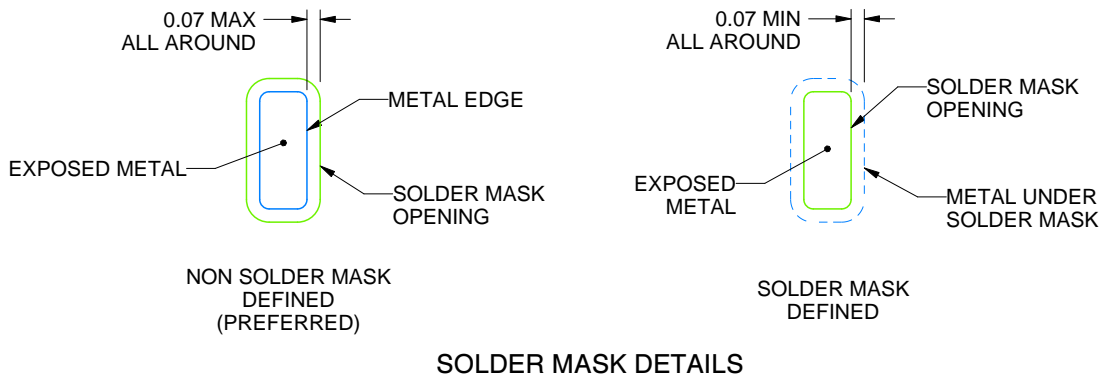 0.07 MAX
ALL AROUND
METAL EDGE
EXPOSED METAL
SOLDER MASK
OPENING
NON SOLDER MASK
DEFINED
(PREFERRED)
0.07 MIN
ALL AROUND
SOLDER MASK
OPENING
EXPOSED
METAL
METAL UNDER
SOLDER MASK
SOLDER MASK
DEFINED
SOLDER MASK DETAILS